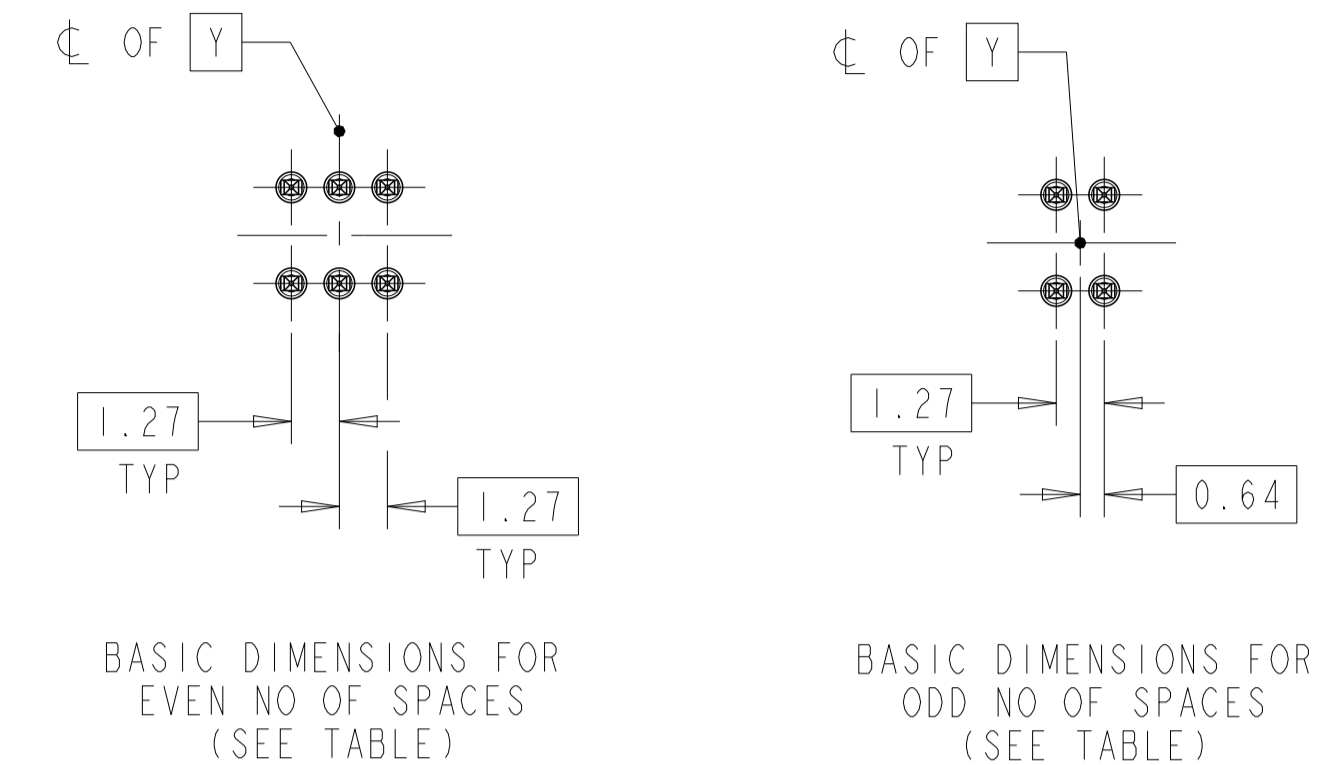 ℄ OF Y
1.27
TYP
1.27
TYP
BASIC DIMENSIONS FOR
EVEN NO OF SPACES
(SEE TABLE)
℄ OF Y
1.27
TYP
0.64
BASIC DIMENSIONS FOR
ODD NO OF SPACES
(SEE TABLE)